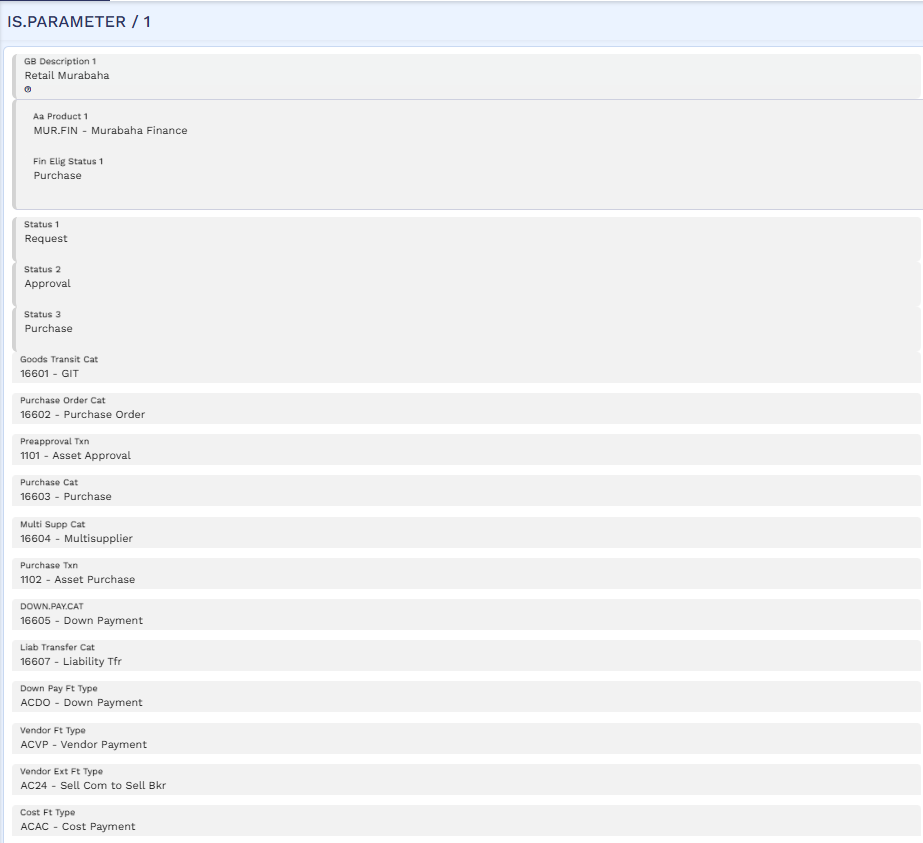 IS.PARAMETER / 1
GB Description 1
Retail Murabaha
Aa Product 1
MUR.FIN - Murabaha Finance
Fin Elig Status 1
Purchase
Status 1
Request
Status 2
Approval
Status 3
Purchase
Goods Transit Cat
16601 - GIT
Purchase Order Cat
16602 - Purchase Order
Preapproval Txn
1101 - Asset Approval
Purchase Cat
16603 - Purchase
Multi Supp Cat
16604 - Multisupplier
Purchase Txn
1102 - Asset Purchase
DOWN.PAY.CAT
16605 - Down Payment
Liab Transfer Cat
16607 - Liability Tfr
Down Pay Ft Type
ACDO - Down Payment
Vendor Ft Type
ACVP - Vendor Payment
Vendor Ext Ft Type
AC24 - Sell Com to Sell Bkr
Cost Ft Type
ACAC - Cost Payment